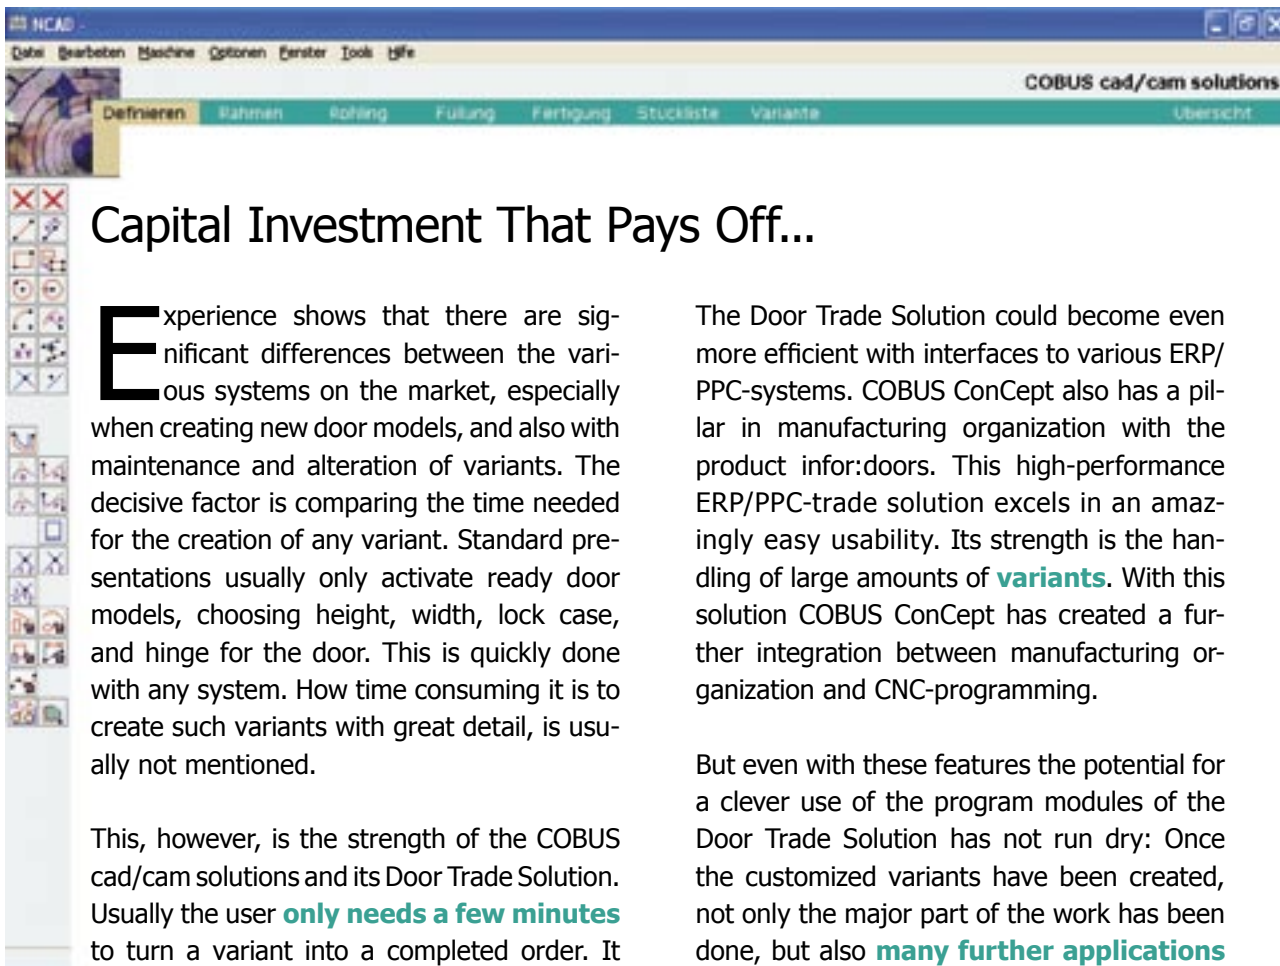 NCAD -
Datei Bearbeiten Maschine Optionen Fenster Tools Hilfe
COBUS cad/cam solutions
Definieren Rahmen Rohling Füllung Fertigung Stückliste Variante Übersicht
Capital Investment That Pays Off...
Experience shows that there are sig-
nificant differences between the vari-
ous systems on the market, especially
when creating new door models, and also with
maintenance and alteration of variants. The
decisive factor is comparing the time needed
for the creation of any variant. Standard pre-
sentations usually only activate ready door
models, choosing height, width, lock case,
and hinge for the door. This is quickly done
with any system. How time consuming it is to
create such variants with great detail, is usu-
ally not mentioned.
This, however, is the strength of the COBUS
cad/cam solutions and its Door Trade Solution.
Usually the user only needs a few minutes
to turn a variant into a completed order. It
The Door Trade Solution could become even
more efficient with interfaces to various ERP/
PPC-systems. COBUS ConCept also has a pil-
lar in manufacturing organization with the
product infor:doors. This high-performance
ERP/PPC-trade solution excels in an amaz-
ingly easy usability. Its strength is the han-
dling of large amounts of variants. With this
solution COBUS ConCept has created a fur-
ther integration between manufacturing or-
ganization and CNC-programming.
But even with these features the potential for
a clever use of the program modules of the
Door Trade Solution has not run dry: Once
the customized variants have been created,
not only the major part of the work has been
done, but also many further applications